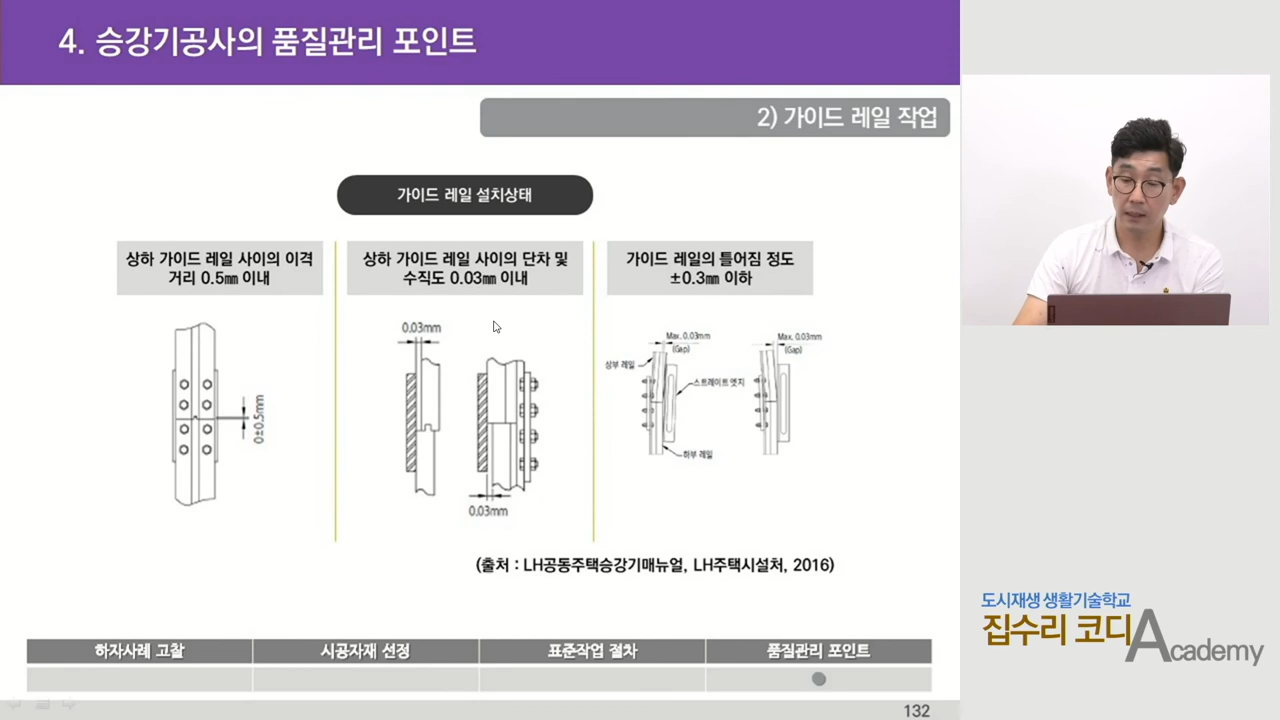 4. 승강기공사의 품질관리 포인트
2) 가이드 레일 작업
가이드 레일 설치상태
상하 가이드 레일 사이의 이격
거리 0.5㎜ 이내
상하 가이드 레일 사이의 단차 및
수직도 0.03㎜ 이내
가이드 레일의 틀어짐 정도
±0.3㎜ 이하
0±0.5mm
0.03mm
0.03mm
Max. 0.03mm
(Gap)
상부 레일
스트레이트 엣지
하부 레일
Max. 0.03mm
(Gap)
(출처 : LH공동주택승강기매뉴얼, LH주택시설처, 2016)
하자사례 고찰
시공자재 선정
표준작업 절차
품질관리 포인트
132
도시재생 생활기술학교
집수리 코디
Academy